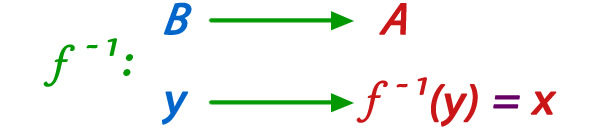 B → A
f⁻¹:
y → f⁻¹(y) = x